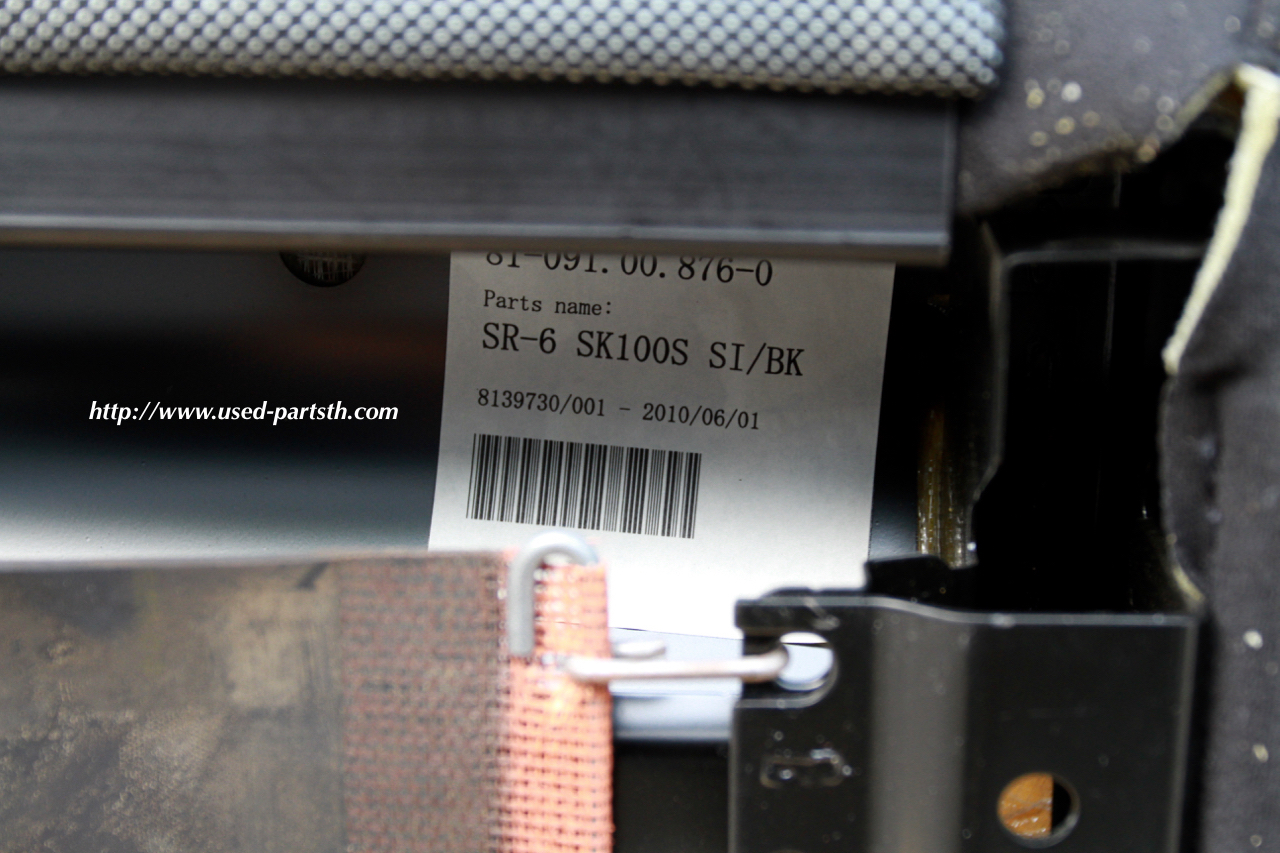 81-091.00.876-0
Parts name:
SR-6 SK100S SI/BK
8139730/001 - 2010/06/01
http://www.used-partsth.com